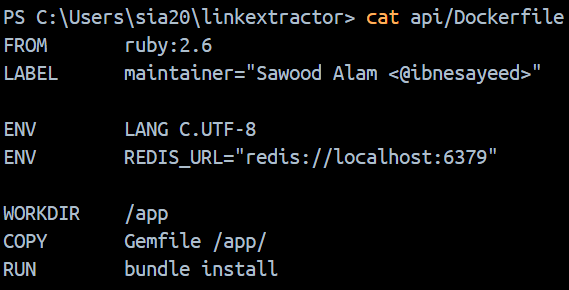 PS C:\Users\sia20\linkextractor> cat api/Dockerfile
FROM       ruby:2.6
LABEL      maintainer="Sawood Alam <@ibnesayeed>"
ENV        LANG C.UTF-8
ENV        REDIS_URL="redis://localhost:6379"
WORKDIR    /app
COPY       Gemfile /app/
RUN        bundle install